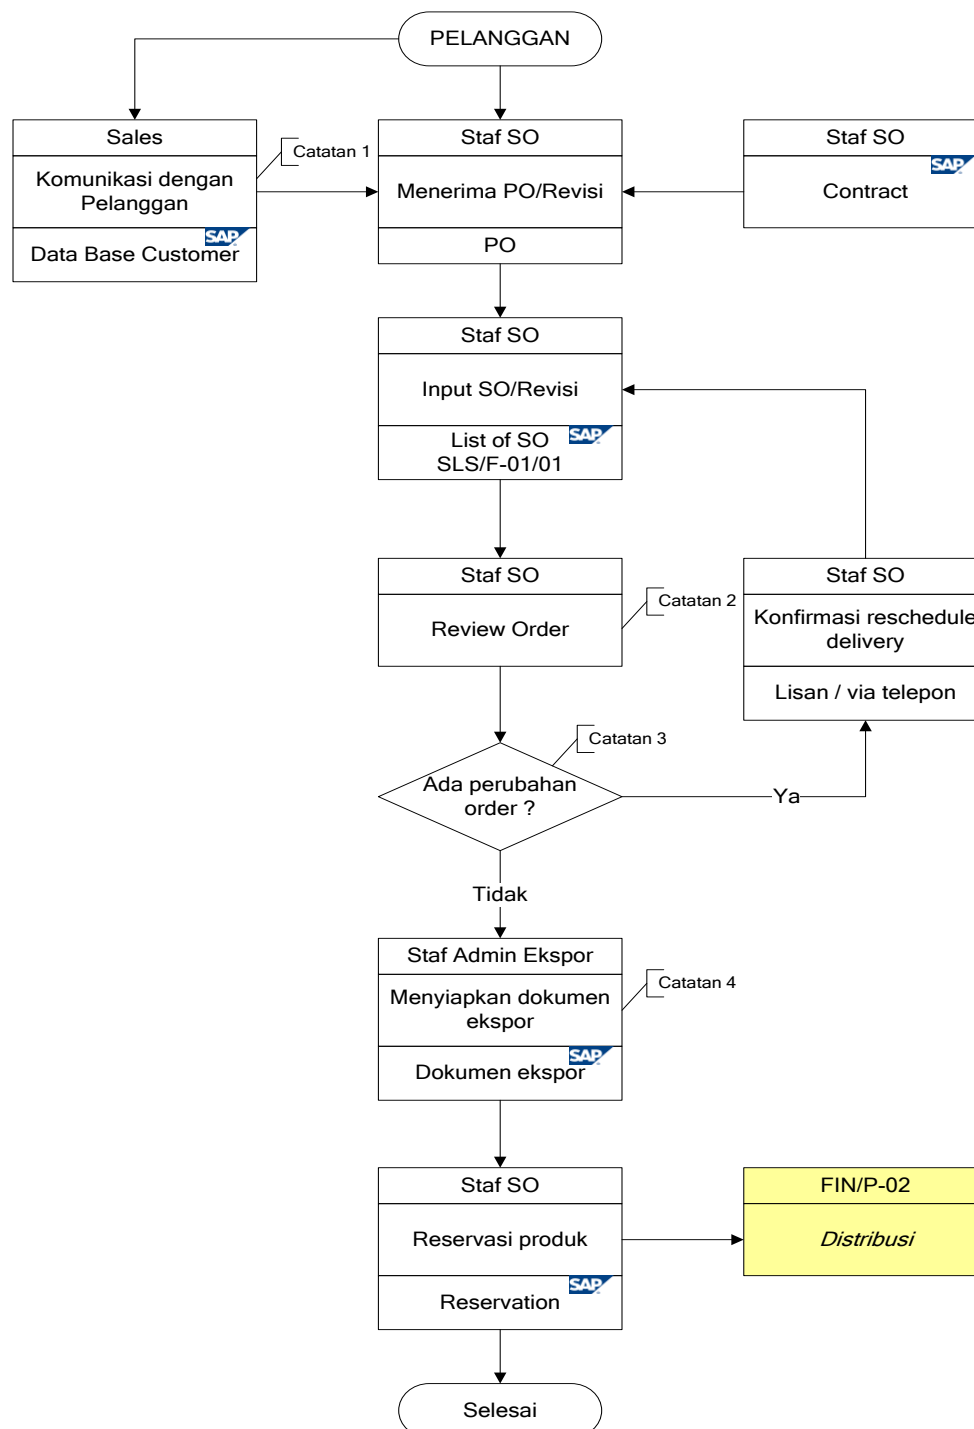 PELANGGAN
Sales
Catatan 1
Komunikasi dengan
Pelanggan
SAP
Data Base Customer
Staf SO
Menerima PO/Revisi
PO
Staf SO
SAP
Contract
Staf SO
Input SO/Revisi
List of SO
SAP
SLS/F-01/01
Staf SO
Catatan 2
Review Order
Staf SO
Konfirmasi reschedule
delivery
Lisan / via telepon
Catatan 3
Ada perubahan
order ?
Ya
Tidak
Staf Admin Ekspor
Catatan 4
Menyiapkan dokumen
ekspor
SAP
Dokumen ekspor
Staf SO
Reservasi produk
SAP
Reservation
FIN/P-02
Distribusi
Selesai